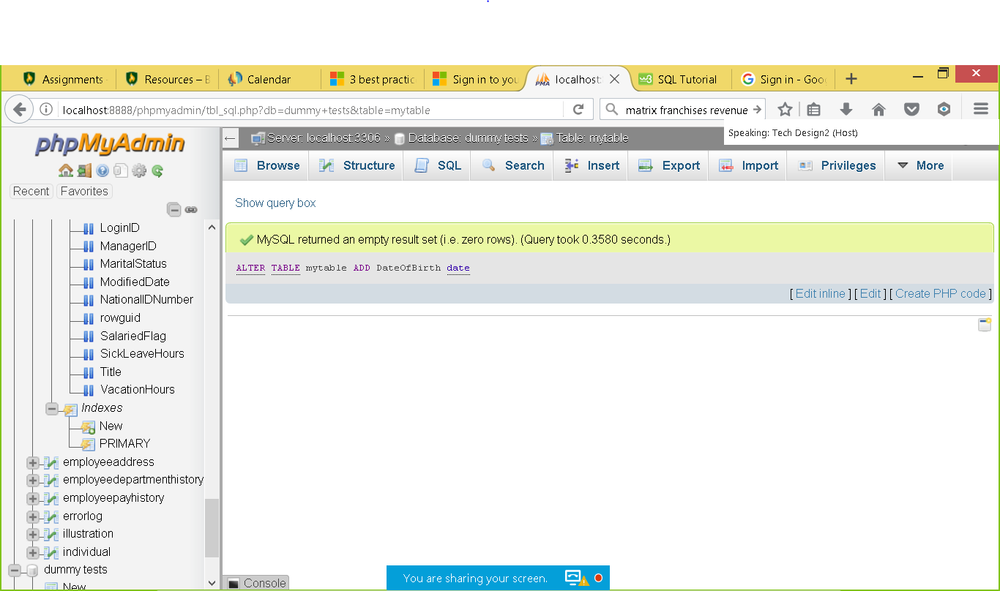 Assignments
Resources – B
Calendar
3 best practic
Sign in to you
PMA
localhost:
w3
SQL Tutorial
Sign in - Goo
localhost:8888/phpmyadmin/tbl_sql.php?db=dummy+tests&table=mytable
matrix franchises revenue
Speaking: Tech Design2 (Host)
phpMyAdmin
Recent
Favorites
Server: localhost:3306 » Database: dummy tests » Table: mytable
Browse
Structure
SQL
Search
Insert
Export
Import
Privileges
More
LoginID
ManagerID
MaritalStatus
ModifiedDate
NationalIDNumber
rowguid
SalariedFlag
SickLeaveHours
Title
VacationHours
Indexes
New
PRIMARY
employeeaddress
employeedepartmenthistory
employeepayhistory
errorlog
illustration
individual
dummy tests
New
Show query box
MySQL returned an empty result set (i.e. zero rows). (Query took 0.3580 seconds.)
ALTER TABLE mytable ADD DateOfBirth date
[ Edit inline ] [ Edit ] [ Create PHP code ]
Console
You are sharing your screen.